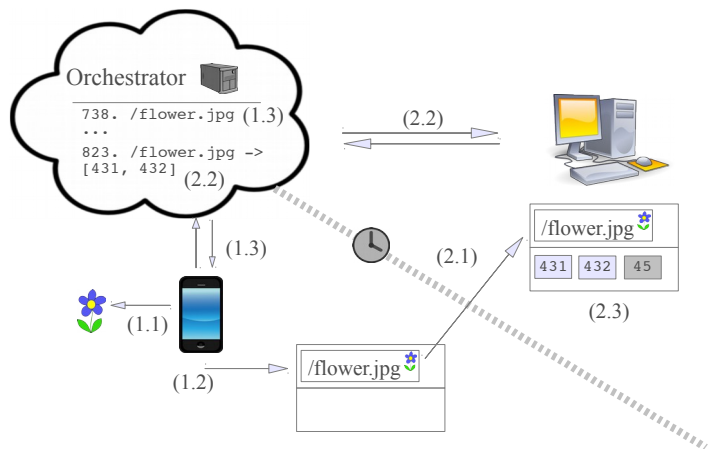 Orchestrator
738. /flower.jpg (1.3)
...
823. /flower.jpg ->
[431, 432]
(2.2)
(2.2)
(1.3)
(2.1)
/flower.jpg
431 432 45
(2.3)
(1.1)
(1.2)
/flower.jpg